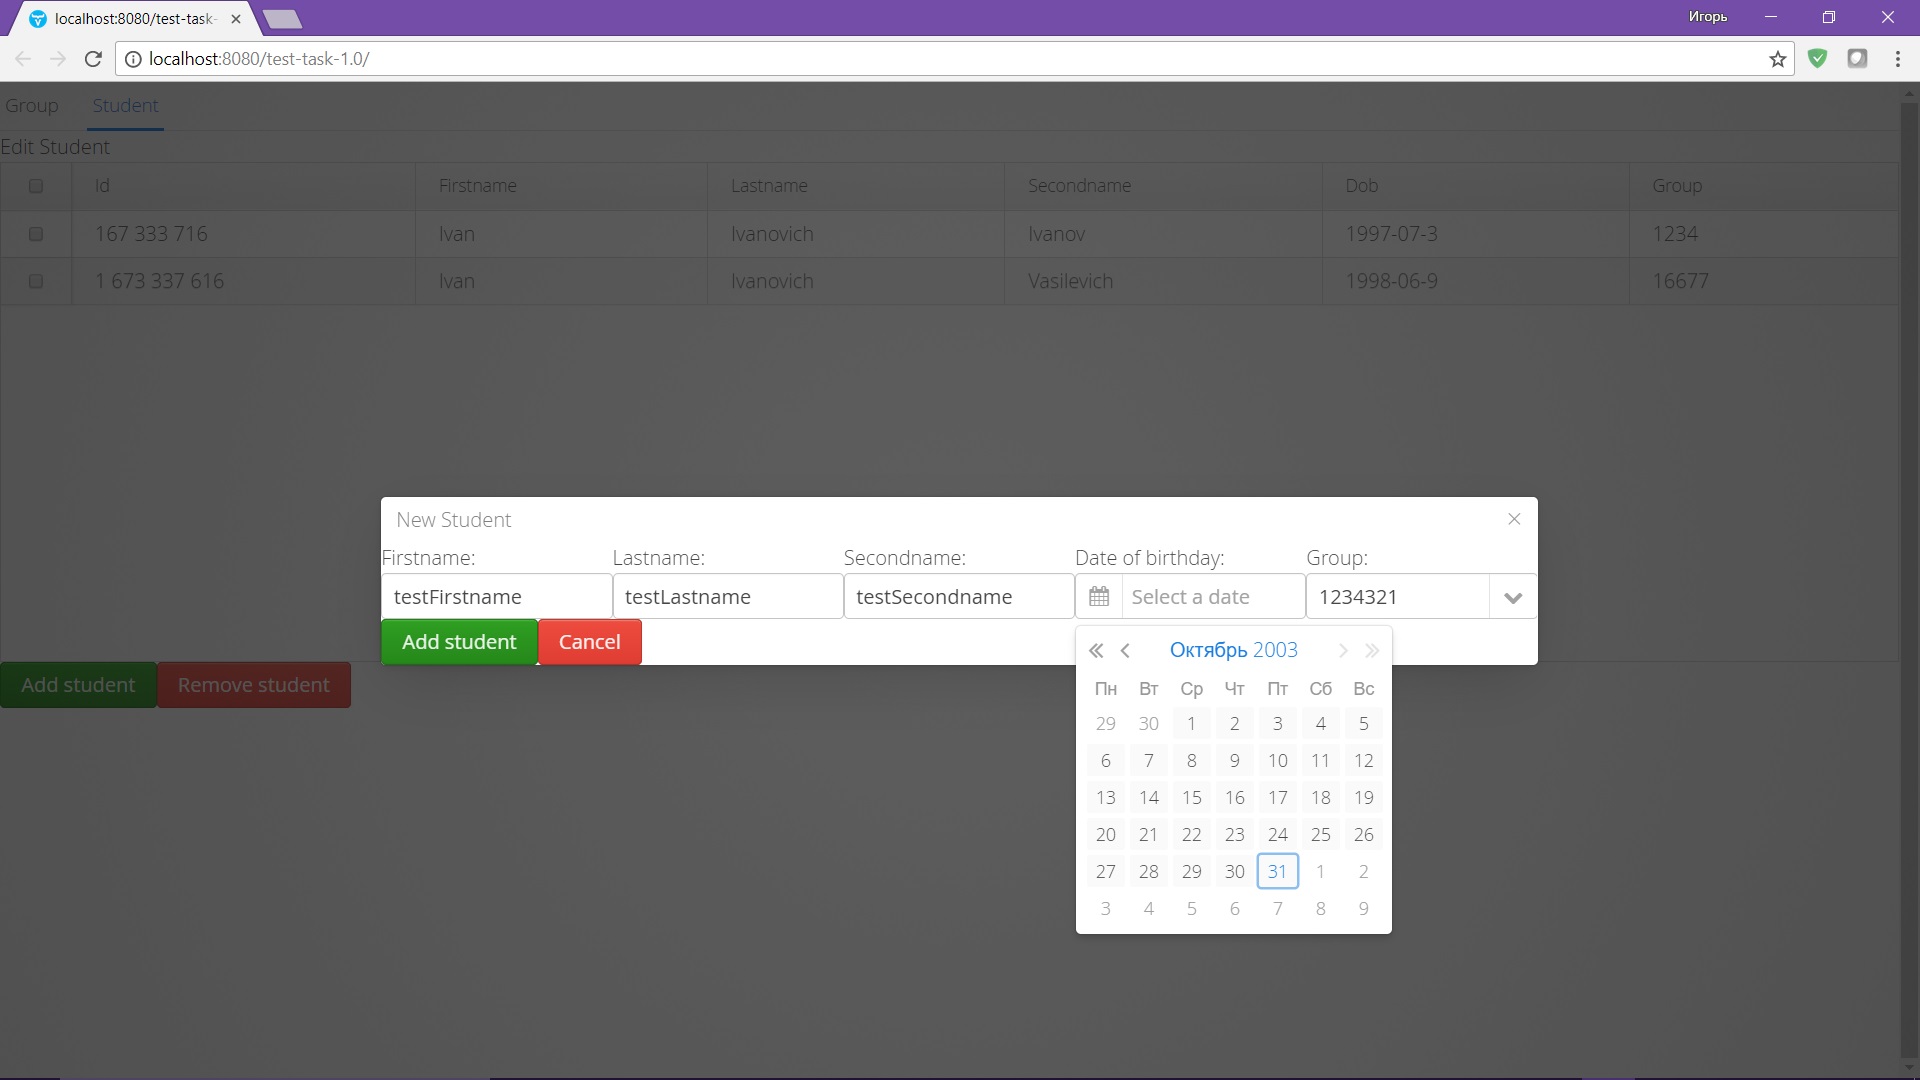 localhost:8080/test-task-
Игорь
localhost:8080/test-task-1.0/
Group Student
Edit Student
Id Firstname Lastname Secondname Dob Group
167 333 716 Ivan Ivanovich Ivanov 1997-07-3 1234
1 673 337 616 Ivan Ivanovich Vasilevich 1998-06-9 16677
New Student
Firstname: Lastname: Secondname: Date of birthday: Group:
testFirstname testLastname testSecondname Select a date 1234321
Add student Cancel
Октябрь 2003
Пн Вт Ср Чт Пт Сб Вс
29 30 1 2 3 4 5
6 7 8 9 10 11 12
13 14 15 16 17 18 19
20 21 22 23 24 25 26
27 28 29 30 31 1 2
3 4 5 6 7 8 9
Add student Remove student